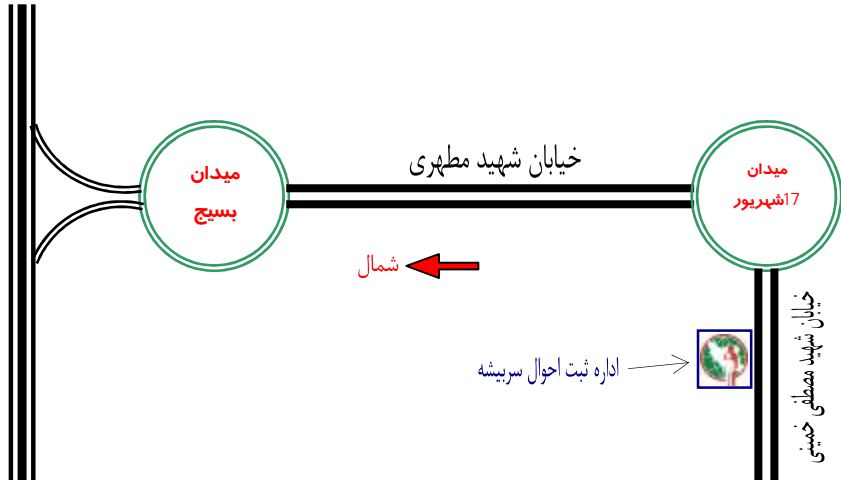 خیابان شهید مطهری
میدان
17شهریور
میدان
بسیج
شمال
اداره ثبت احوال سربیشه
خیابان شهید مصطفی خمینی